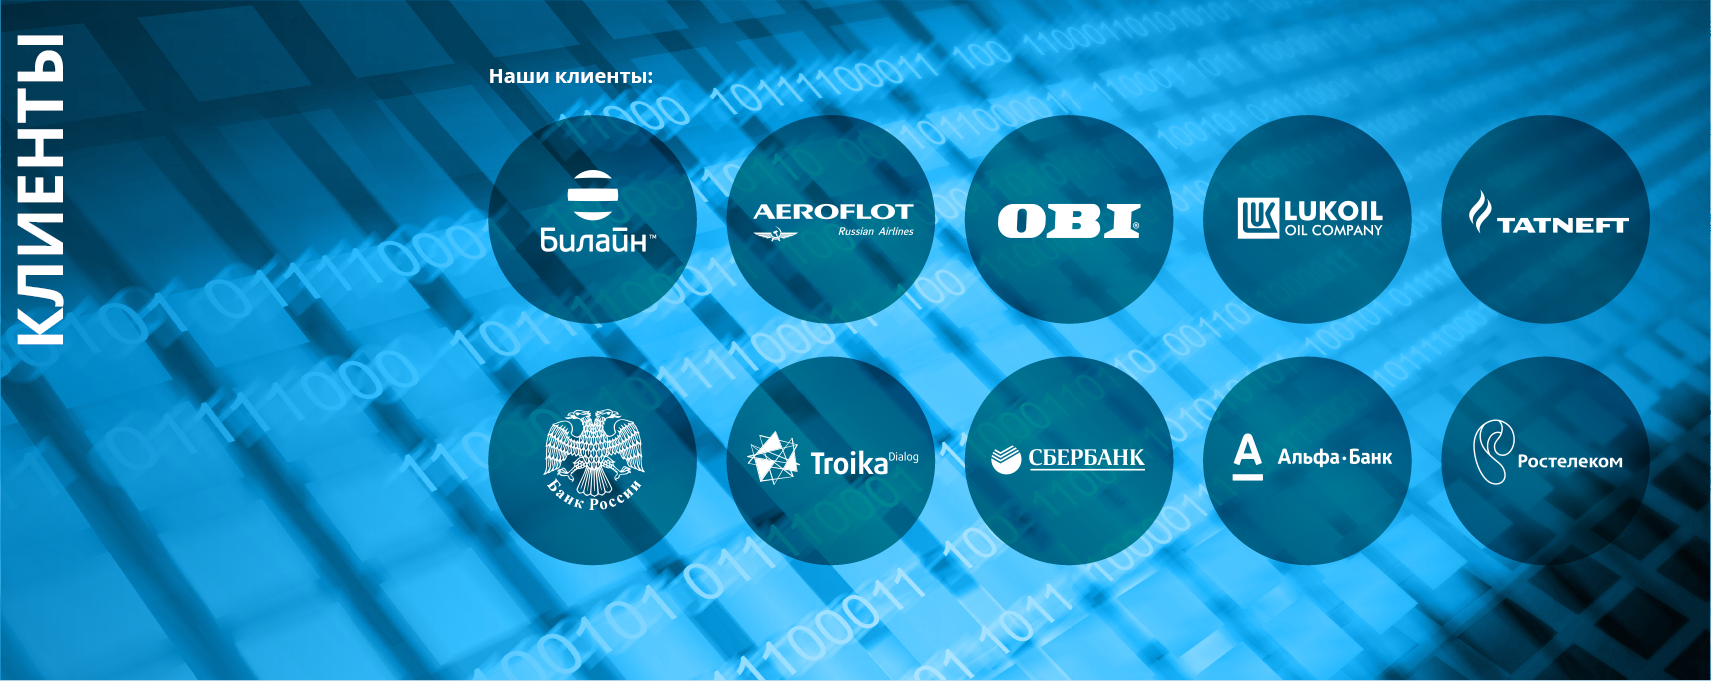 КЛИЕНТЫ
Наши клиенты:
Билайн™
AEROFLOT
Russian Airlines
OBI®
LUKOIL
OIL COMPANY
TATNEFT
Банк России
Troika Dialog
СБЕРБАНК
Альфа·Банк
Ростелеком